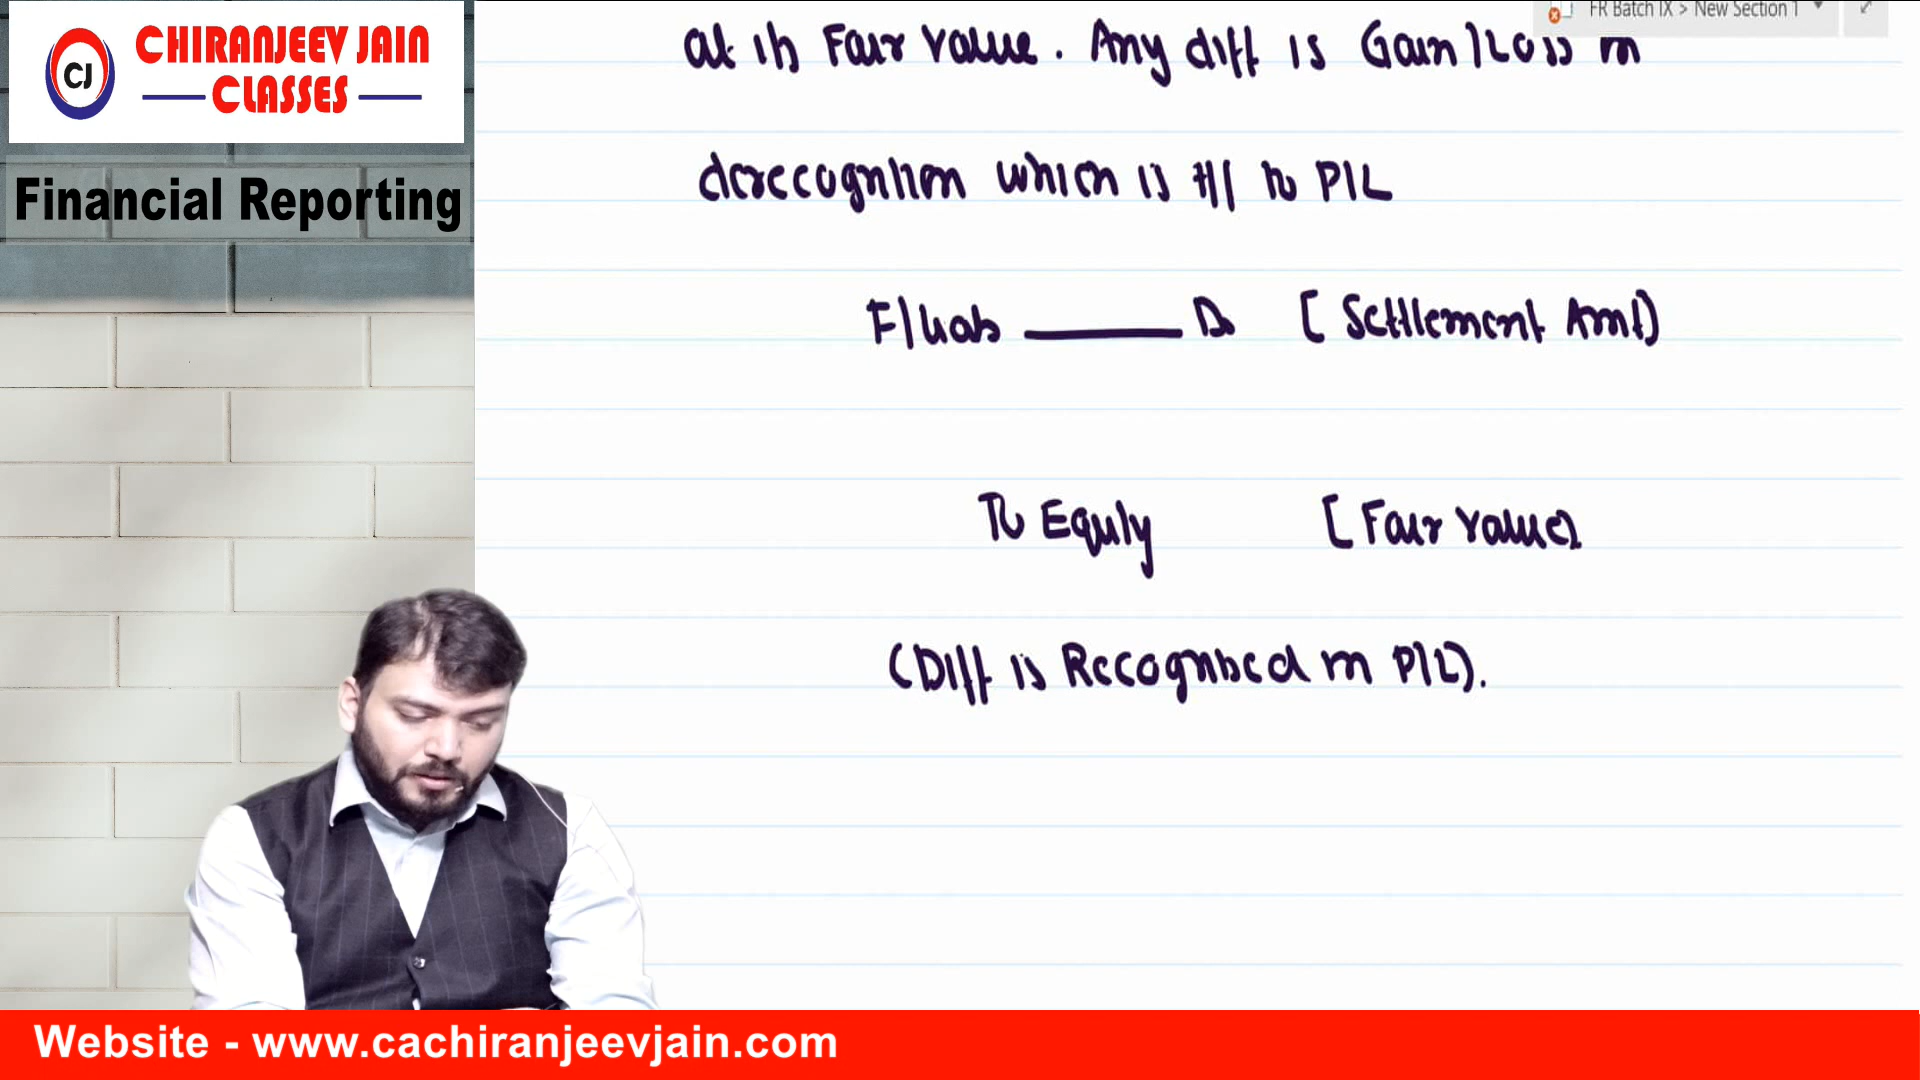 CHIRANJEEV JAIN
CJ
CLASSES
Financial Reporting
FR Batch IX > New Section 1
at its Fair Value. Any diff is Gain/Loss in
derecognition which is t/f to P/L
F/Liab Dr [Settlement Amt]
To Equity [Fair Value]
(Diff is Recognised in P/L).
Website - www.cachiranjeevjain.com